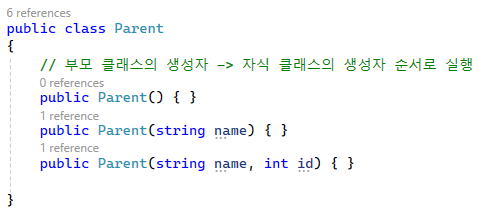 6 references
public class Parent
{
// 부모 클래스의 생성자 -> 자식 클래스의 생성자 순서로 실행
0 references
public Parent() { }
1 reference
public Parent(string name) { }
1 reference
public Parent(string name, int id) { }
}